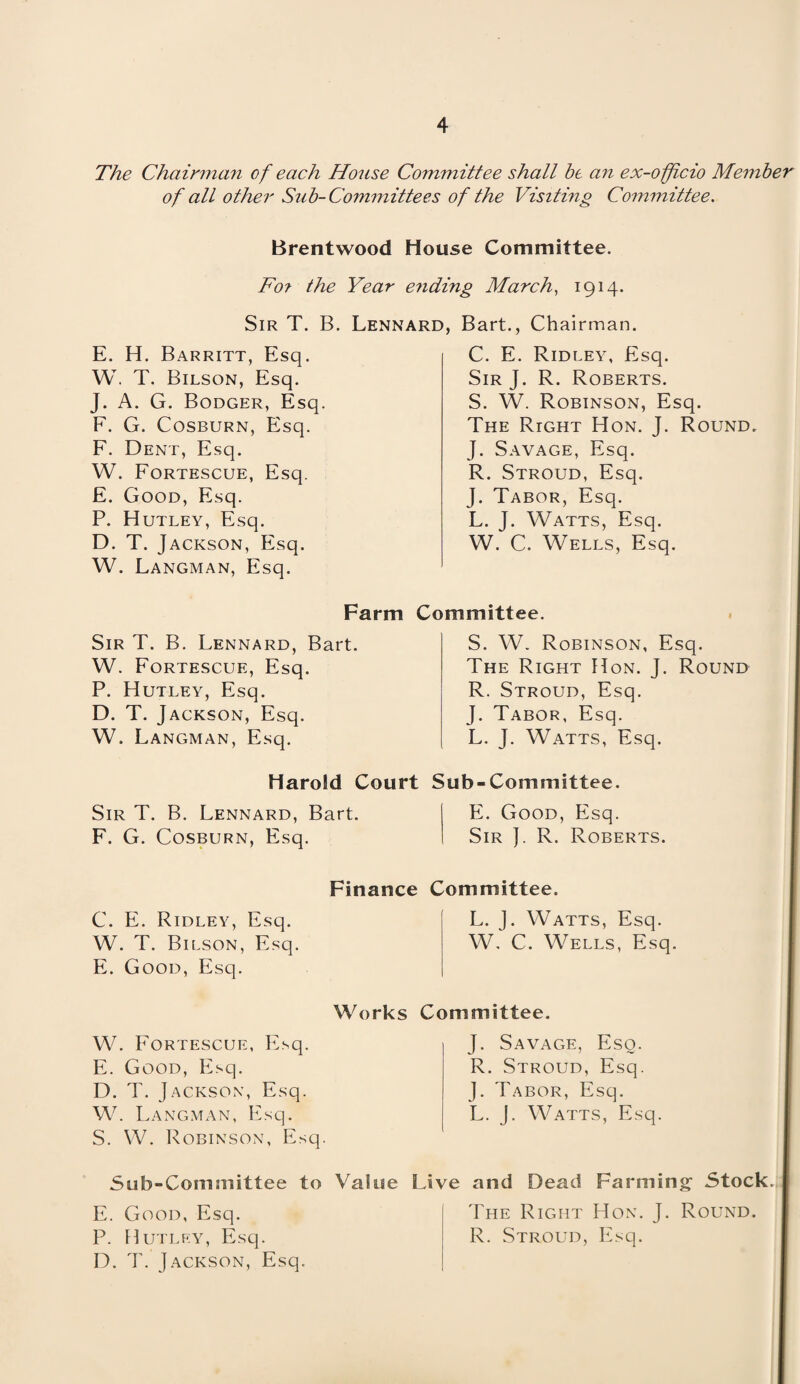 4
The Chairman of each House Committee shall be an ex-officio Member
of all other Sub-Committees of the Visiting Committee.
Brentwood House Committee.
For the Year ending March, 1914.
SIR T. B. LENNARD, Bart., Chairman.
E. H. BARRITT, Esq.
W. T. BILSON, Esq.
J. A. G. BODGER, Esq.
F. G. COSBURN, Esq.
F. DENT, Esq.
W. FORTESCUE, Esq.
E. GOOD, Esq.
P. HUTLEY, Esq.
D. T. JACKSON, Esq.
W. LANGMAN, Esq.
C. E. RIDLEY, Esq.
SIR J. R. ROBERTS.
S. W. ROBINSON, Esq.
THE RIGHT HON. J. ROUND.
J. SAVAGE, Esq.
R. STROUD, Esq.
J. TABOR, Esq.
L. J. WATTS, Esq.
W. C. WELLS, Esq.
Farm Committee.
SIR T. B. LENNARD, Bart.
W. FORTESCUE, Esq.
P. HUTLEY, Esq.
D. T. JACKSON, Esq.
W. LANGMAN, Esq.
S. W. ROBINSON, Esq.
THE RIGHT HON. J. ROUND
R. STROUD, Esq.
J. TABOR, Esq.
L. J. WATTS, Esq.
Harold Court Sub-Committee.
SIR T. B. LENNARD, Bart.
F. G. COSBURN, Esq.
E. GOOD, Esq.
SIR J. R. ROBERTS.
Finance Committee.
C. E. RIDLEY, Esq.
W. T. BILSON, Esq.
E. GOOD, Esq.
L. J. WATTS, Esq.
W. C. WELLS, Esq.
Works Committee.
W. FORTESCUE, Esq.
E. GOOD, Esq.
D. T. JACKSON, Esq.
W. LANGMAN, Esq.
S. W. ROBINSON, Esq.
J. SAVAGE, ESQ.
R. STROUD, Esq.
J. TABOR, Esq.
L. J. WATTS, Esq.
Sub-Committee to Value Live and Dead Farming Stock.
E. GOOD, Esq.
P. HUTLEY, Esq.
D. T. JACKSON, Esq.
THE RIGHT HON. J. ROUND.
R. STROUD, Esq.